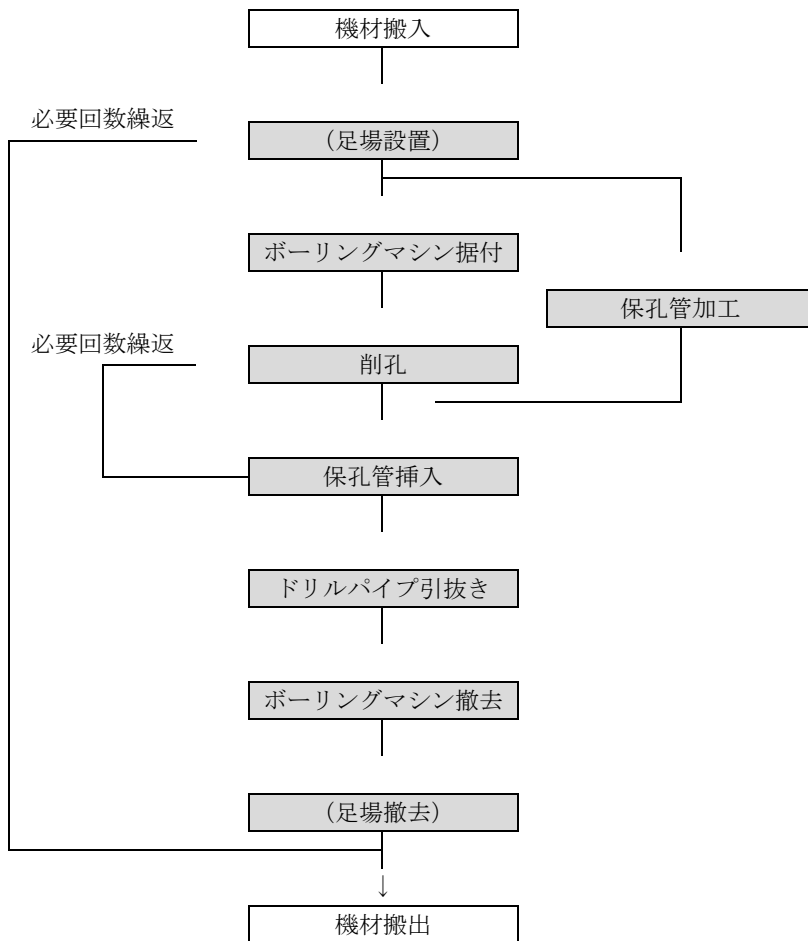 機材搬入
必要回数繰返
（足場設置）
ボーリングマシン据付
保孔管加工
必要回数繰返
削孔
保孔管挿入
ドリルパイプ引抜き
ボーリングマシン撤去
（足場撤去）
↓
機材搬出